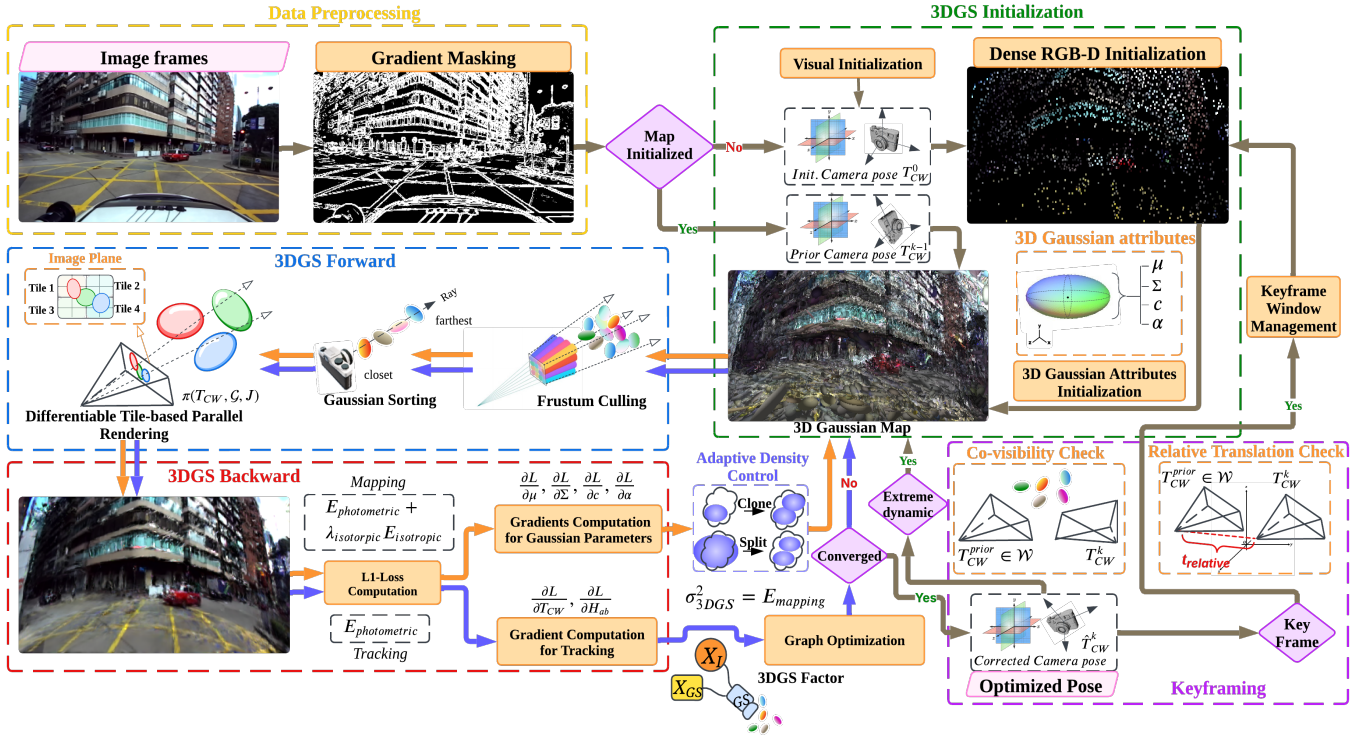 Data Preprocessing
Image frames
Gradient Masking
Map
Initialized
No
Yes
3DGS Initialization
Visual Initialization
Dense RGB-D Initialization
Init. Camera pose T⁰_CW
Prior Camera pose T^{k−1}_CW
3D Gaussian attributes
μ
Σ
c
α
3D Gaussian Attributes
Initialization
3D Gaussian Map
Keyframe
Window
Management
Yes
3DGS Forward
Image Plane
Tile 1
Tile 2
Tile 3
Tile 4
π(T_CW, 𝒢, J)
Differentiable Tile-based Parallel
Rendering
Ray
farthest
closet
Gaussian Sorting
Frustum Culling
3DGS Backward
Mapping
E_photometric +
λ_isotorpic E_isotropic
L1-Loss
Computation
E_photometric
Tracking
∂L/∂μ, ∂L/∂Σ, ∂L/∂c, ∂L/∂α
Gradients Computation
for Gaussian Parameters
∂L/∂T_CW, ∂L/∂H_ab
Gradient Computation
for Tracking
Adaptive Density
Control
Clone
Split
No
Converged
Yes
Extreme
dynamic
Yes
σ²_3DGS = E_mapping
Graph Optimization
3DGS Factor
X_I
X_GS
GS
Co-visibility Check
T^prior_CW ∈ 𝒲
T^k_CW
Relative Translation Check
T^prior_CW ∈ 𝒲
T^k_CW
t_relative
T̂^k_CW
Corrected Camera pose
Optimized Pose
Key
Frame
Keyframing